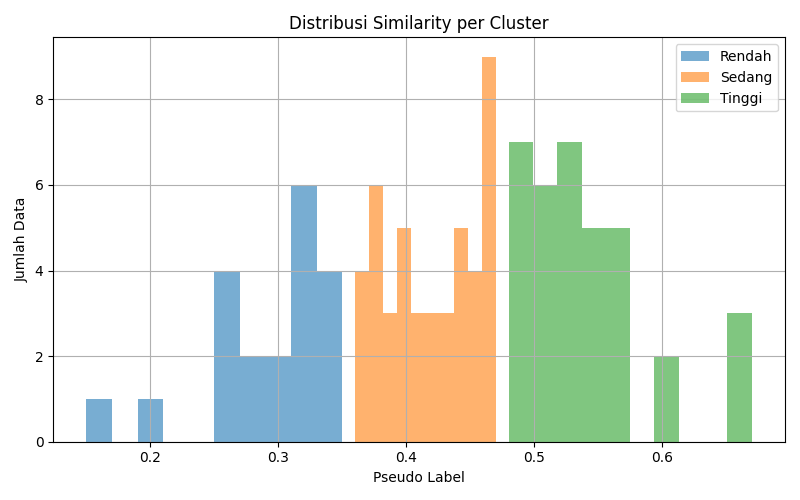 Distribusi Similarity per Cluster
Rendah
Sedang
Tinggi
Jumlah Data
8
6
4
2
0
0.2 0.3 0.4 0.5 0.6
Pseudo Label